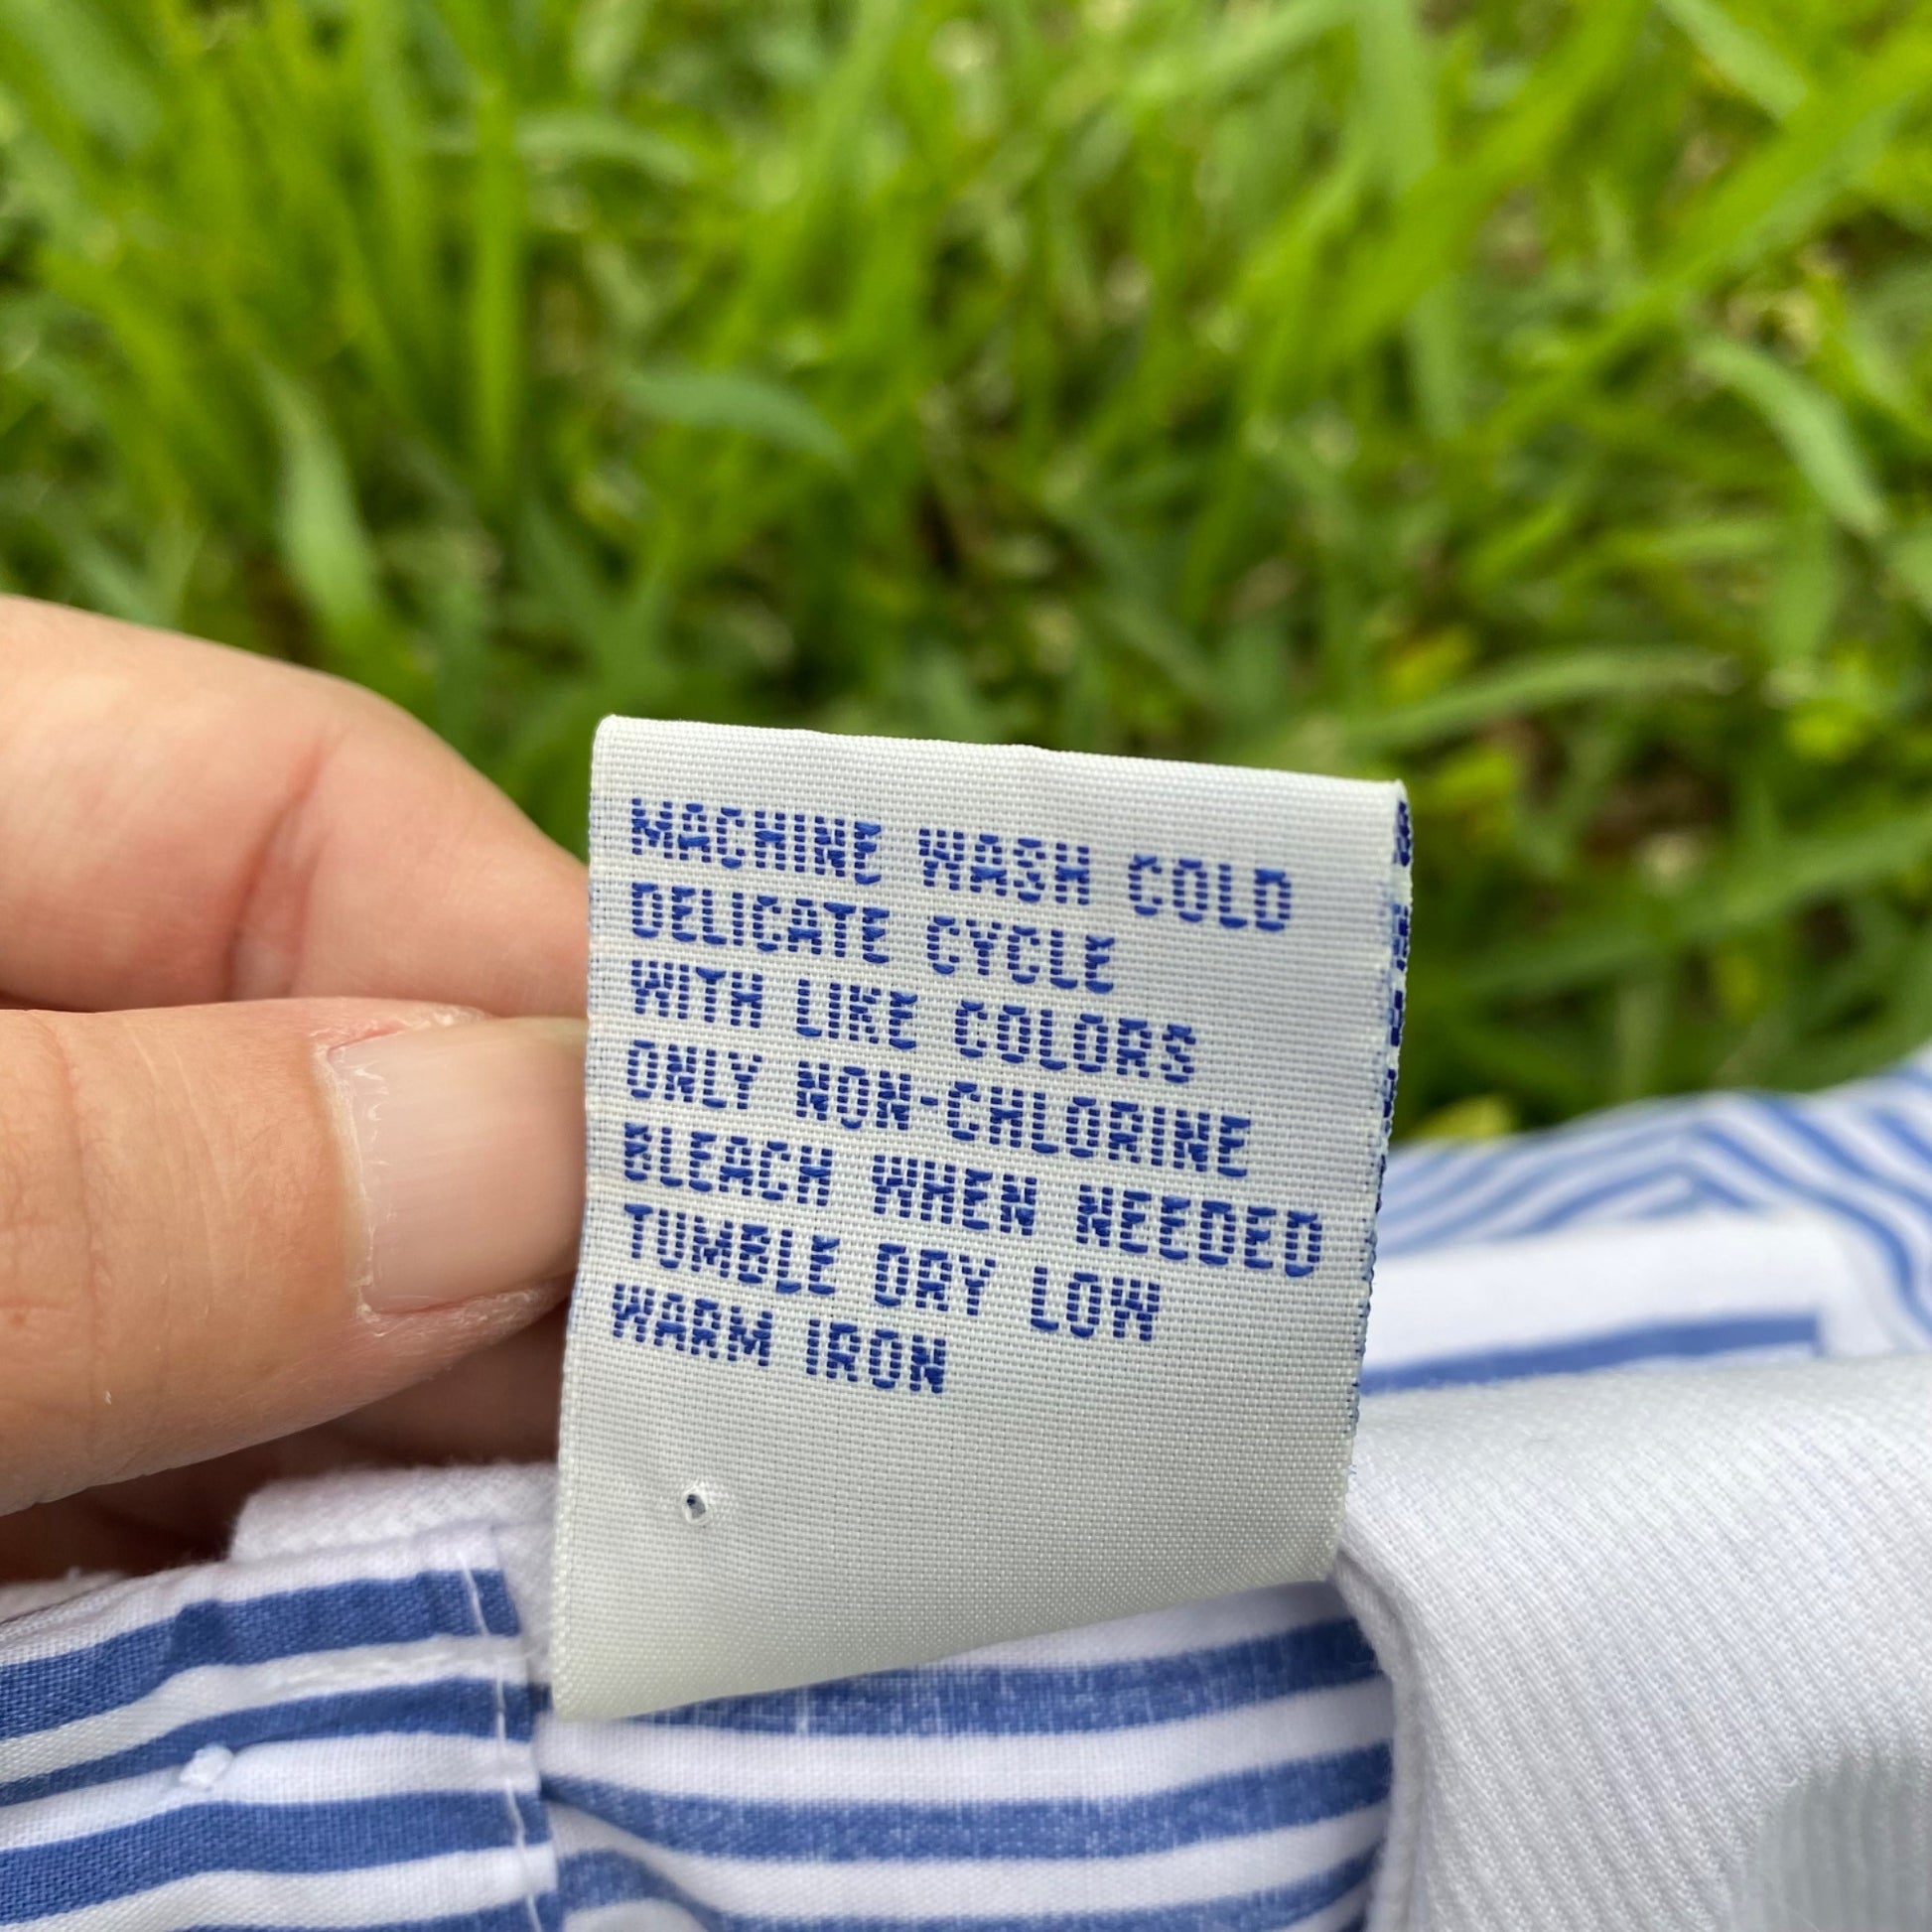 MACHINE WASH COLD
DELICATE CYCLE
WITH LIKE COLORS
ONLY NON-CHLORINE
BLEACH WHEN NEEDED
TUMBLE DRY LOW
WARM IRON